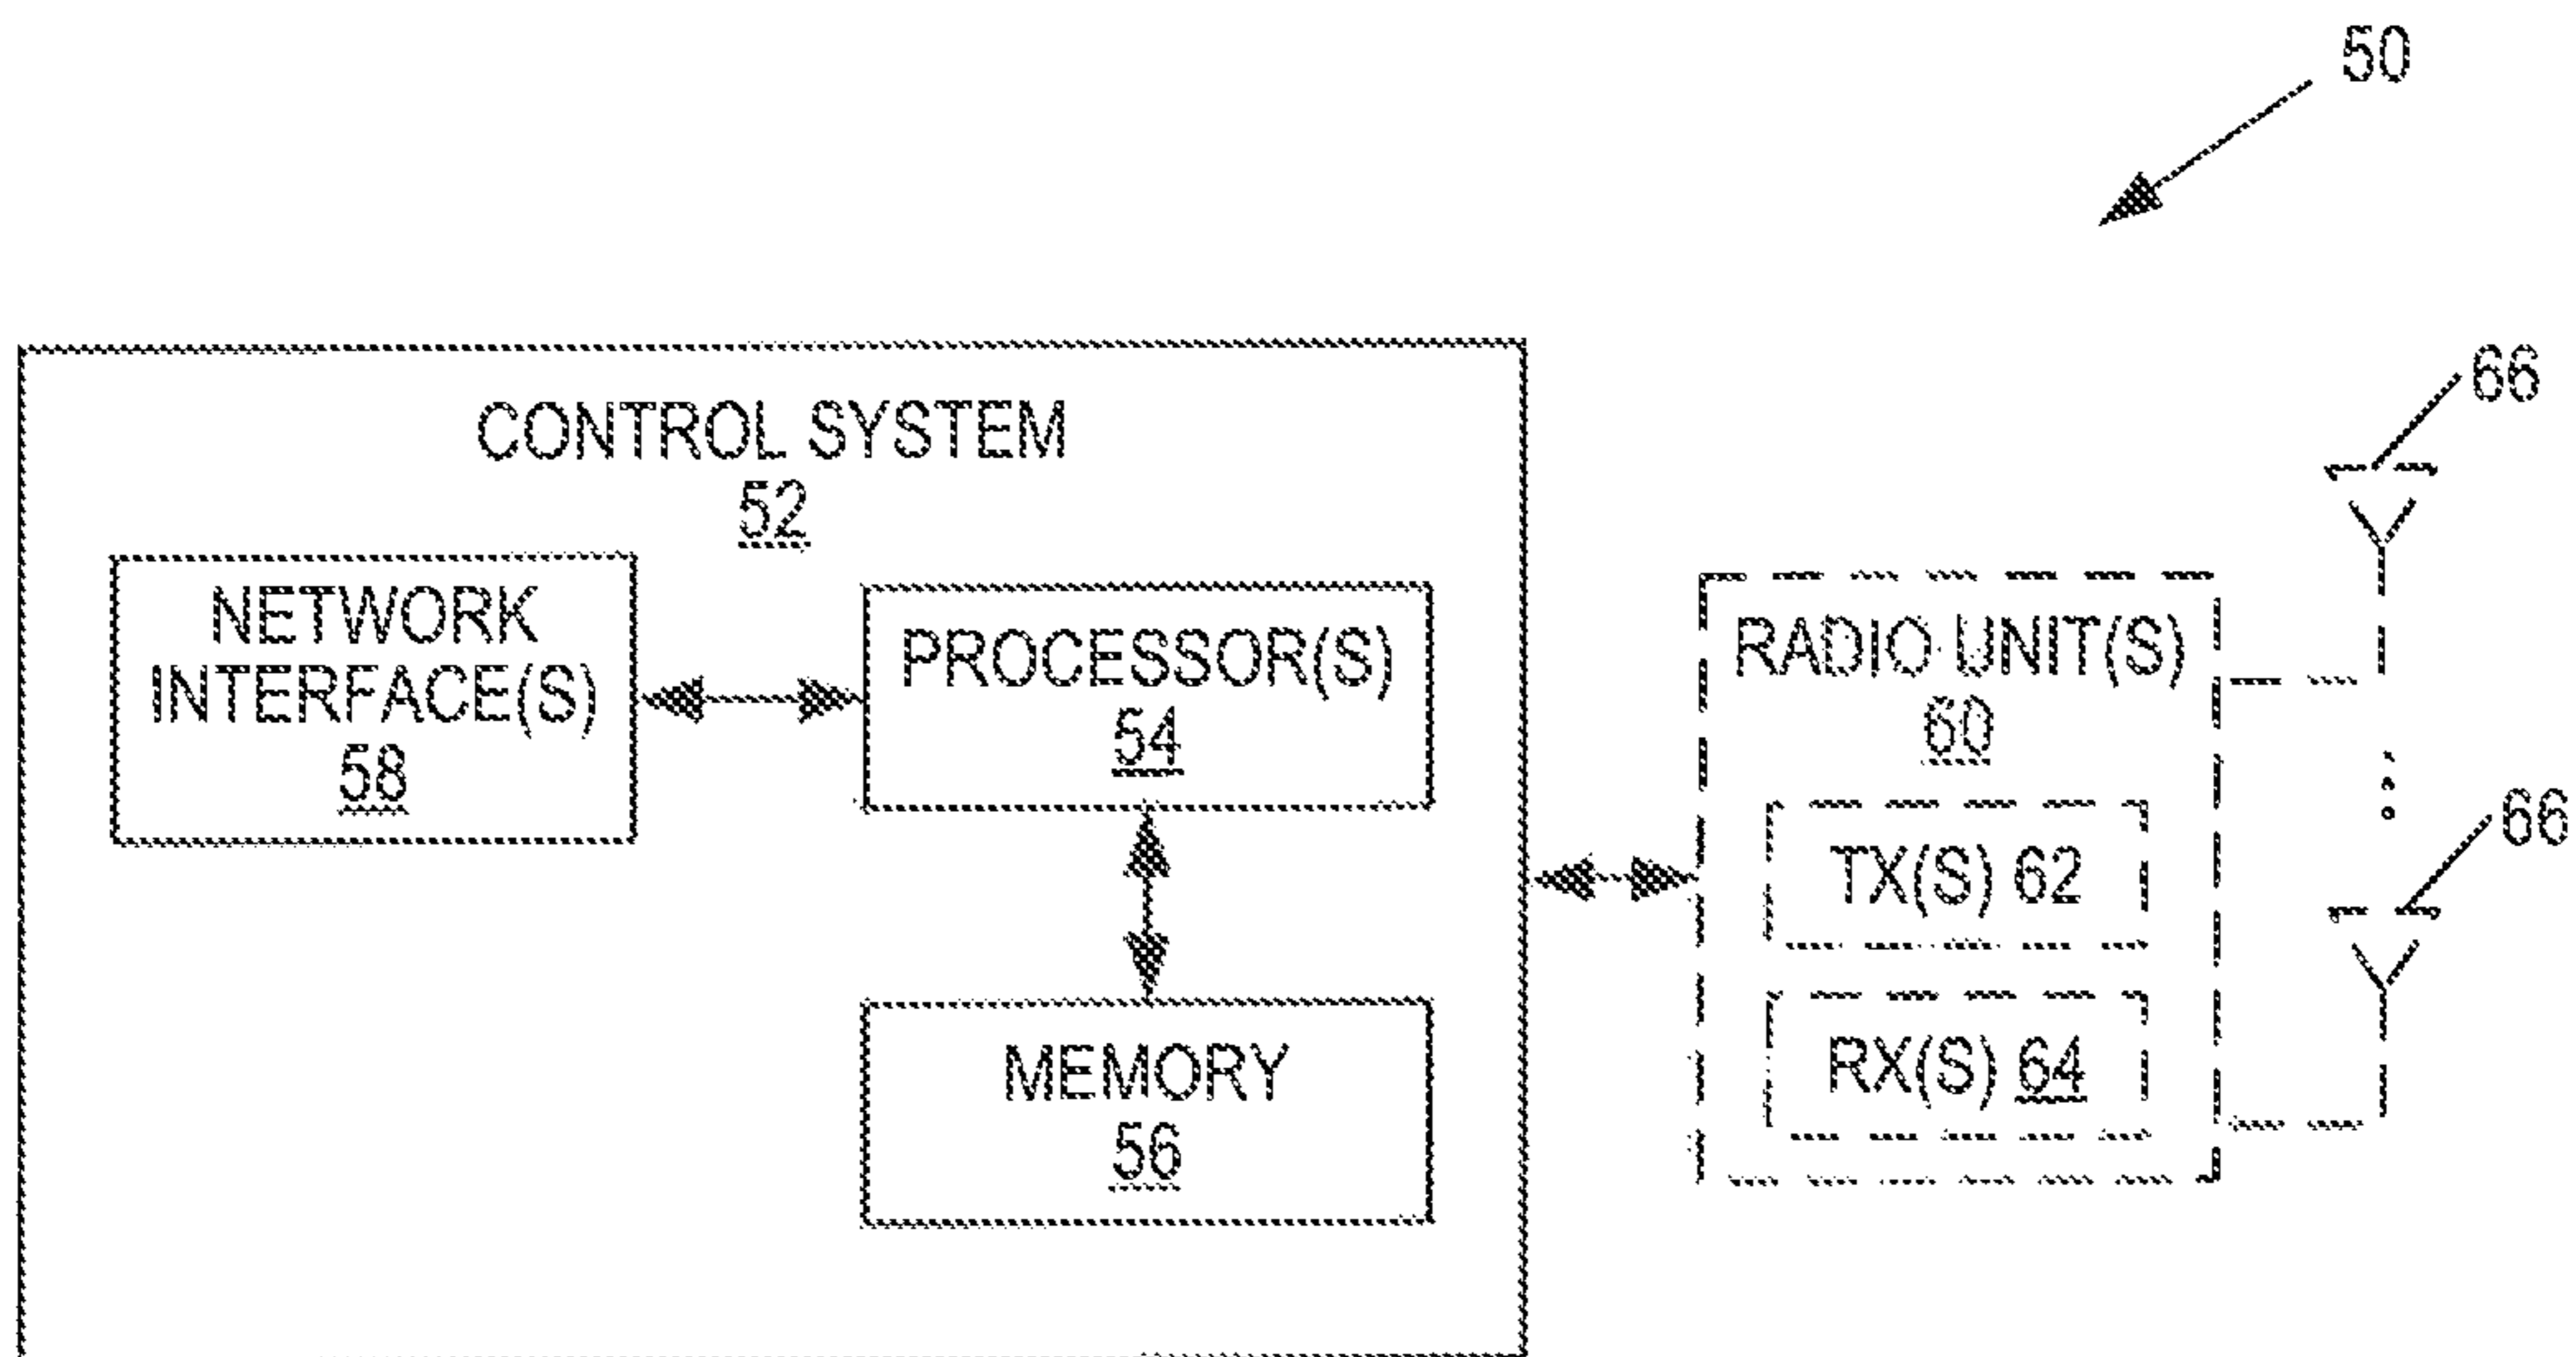 50
CONTROL SYSTEM
52
NETWORK
INTERFACE(S)
58
PROCESSOR(S)
54
MEMORY
56
RADIO UNIT(S)
60
TX(S) 62
RX(S) 64
66
66